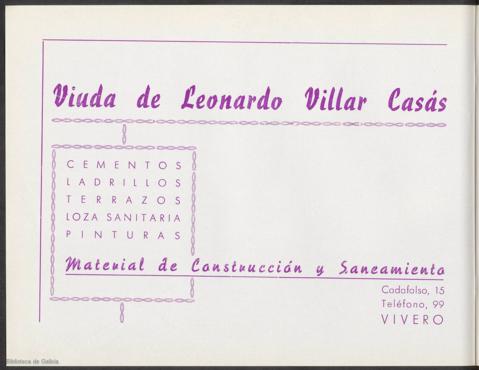 Viuda de Leonardo Villar Casás
CEMENTOS
LADRILLOS
TERRAZOS
LOZA SANITARIA
PINTURAS
Material de Construcción y Saneamiento
Cadafolso, 15
Teléfono, 99
VIVERO
Biblioteca de Galicia